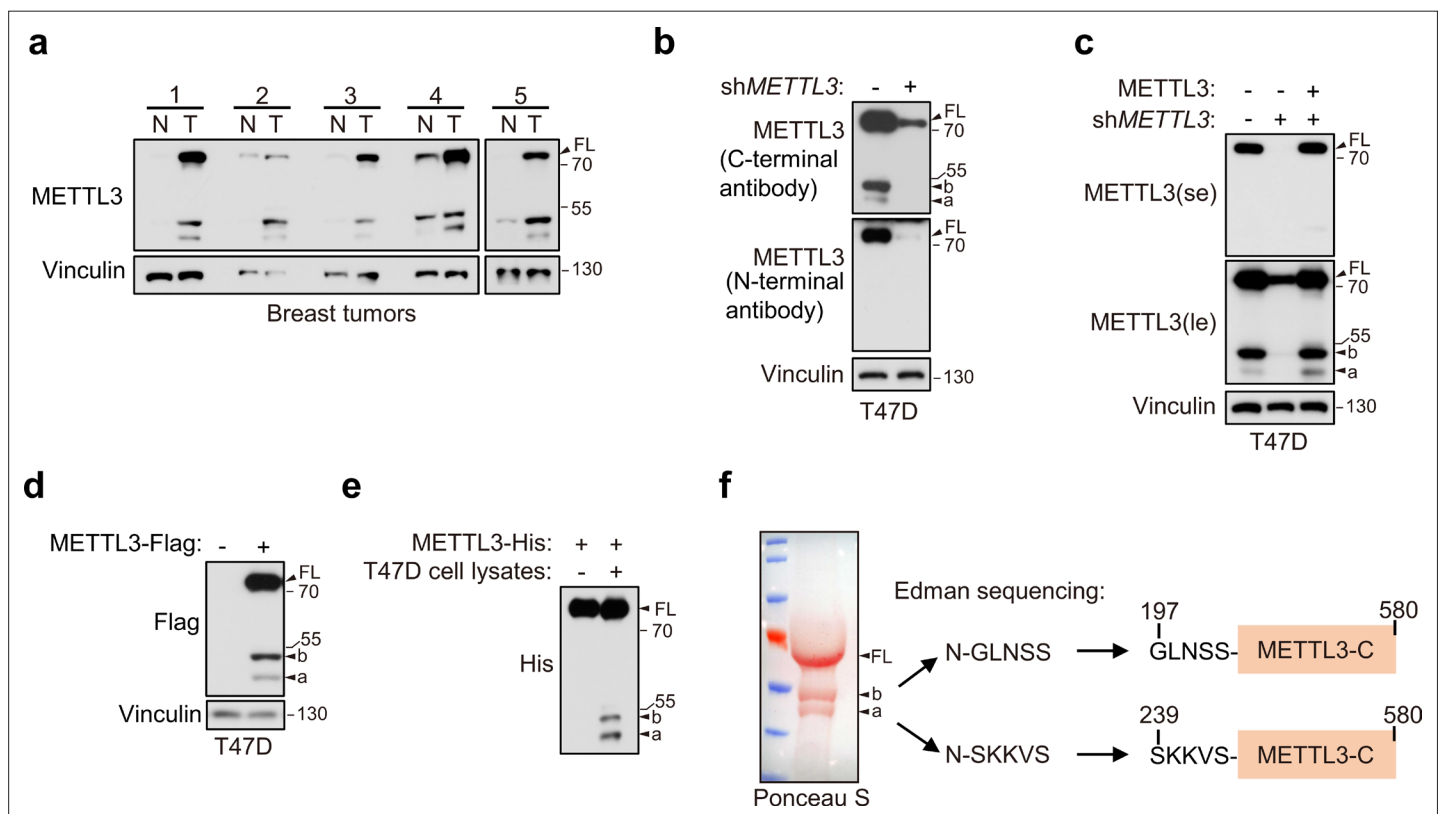 a
1 2 3 4 5
N T N T N T N T N T
METTL3
FL
70
55
Vinculin
130
Breast tumors
b
shMETTL3: - +
METTL3
(C-terminal
antibody)
FL
70
55
b
a
METTL3
(N-terminal
antibody)
FL
70
Vinculin
130
T47D
c
METTL3: - - +
shMETTL3: - + +
METTL3(se)
FL
70
METTL3(le)
FL
70
55
b
a
Vinculin
130
T47D
d
METTL3-Flag: - +
Flag
FL
70
55
b
a
Vinculin
130
T47D
e
METTL3-His: + +
T47D cell lysates: - +
His
FL
70
55
b
a
f
FL
b
a
Ponceau S
Edman sequencing:
N-GLNSS
197
580
GLNSS- METTL3-C
N-SKKVS
239
580
SKKVS- METTL3-C